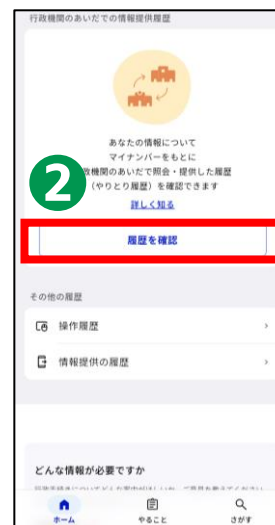 行政機関のあいだでの情報提供履歴
あなたの情報について
マイナンバーをもとに
政機関のあいだで照会・提供した履歴
2
（やりとり履歴）を確認できます
詳しく知る
履歴を確認
その他の履歴
操作履歴
情報提供の履歴
どんな情報が必要ですか
ホーム
やること
さがす